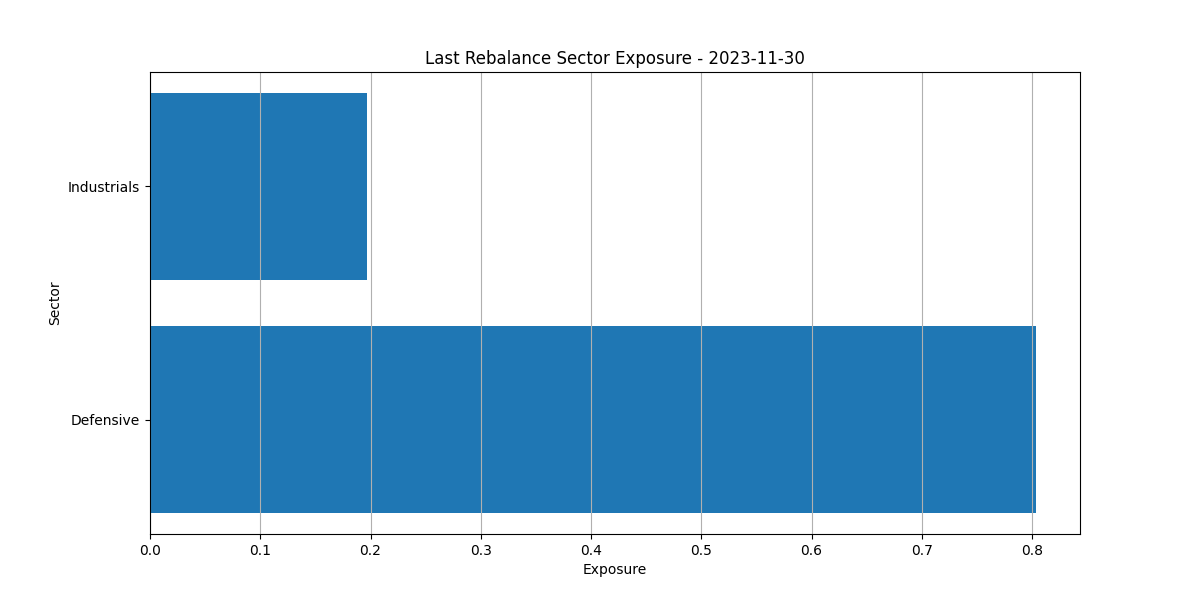 Last Rebalance Sector Exposure - 2023-11-30
Industrials
Defensive
Sector
0.0 0.1 0.2 0.3 0.4 0.5 0.6 0.7 0.8
Exposure